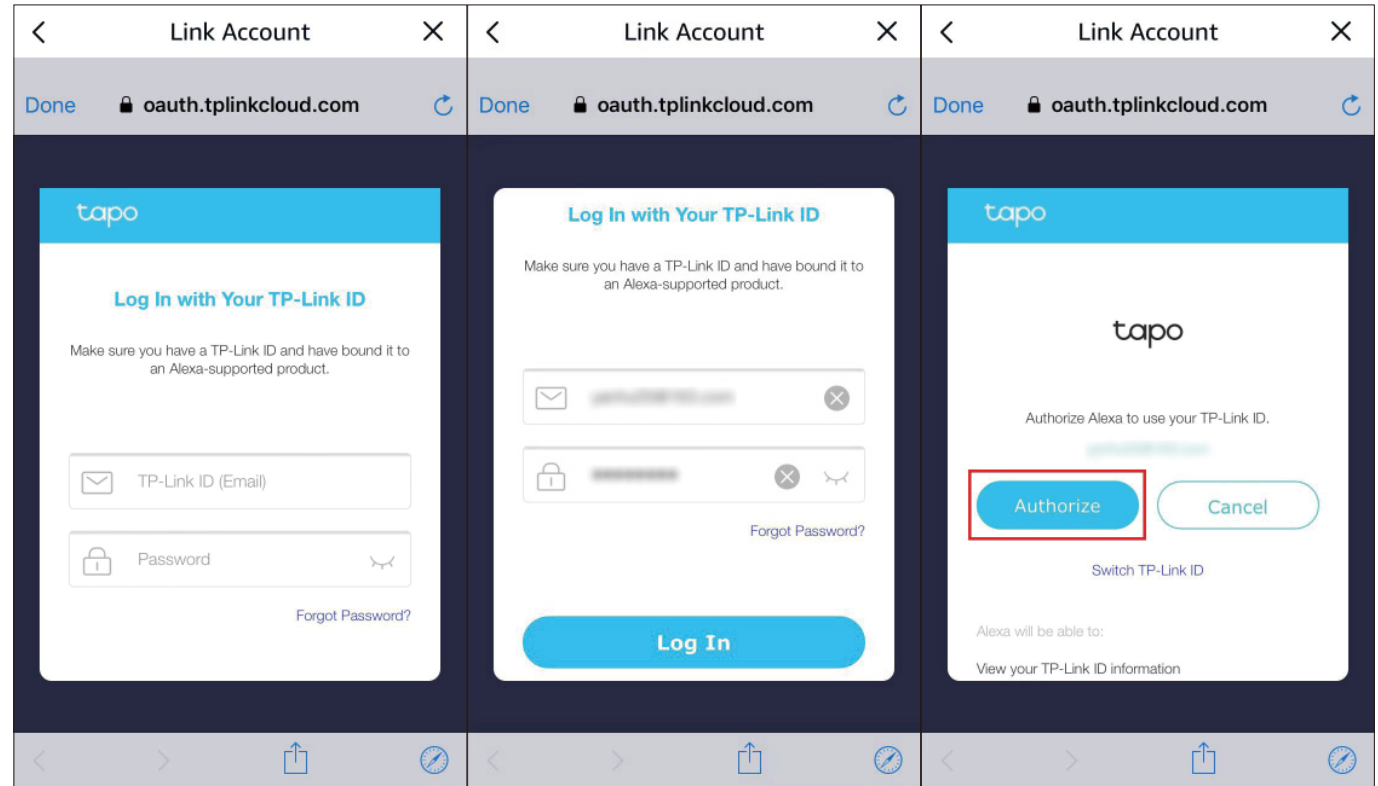 Link Account
Done oauth.tplinkcloud.com
tapo
Log In with Your TP-Link ID
Make sure you have a TP-Link ID and have bound it to
an Alexa-supported product.
TP-Link ID (Email)
Password
Forgot Password?
Link Account
Done oauth.tplinkcloud.com
Log In with Your TP-Link ID
Make sure you have a TP-Link ID and have bound it to
an Alexa-supported product.
Forgot Password?
Log In
Link Account
Done oauth.tplinkcloud.com
tapo
tapo
Authorize Alexa to use your TP-Link ID.
Authorize Cancel
Switch TP-Link ID
Alexa will be able to:
View your TP-Link ID information